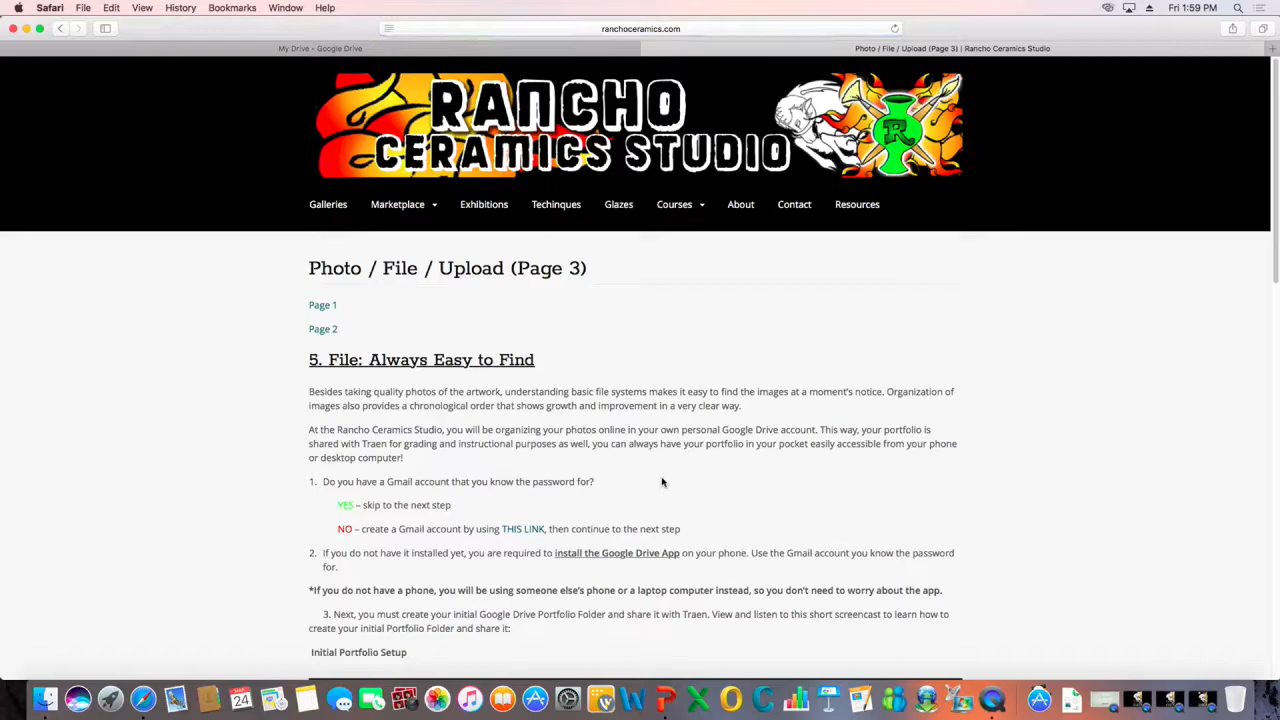 Safari File Edit View History Bookmarks Window Help Fri 1:59 PM
ranchoceramics.com
My Drive - Google Drive Photo / File / Upload (Page 3) | Rancho Ceramics Studio
RANCHO
CERAMICS STUDIO
R
Galleries Marketplace Exhibitions Techinques Glazes Courses About Contact Resources
Photo / File / Upload (Page 3)
Page 1
Page 2
5. File: Always Easy to Find
Besides taking quality photos of the artwork, understanding basic file systems makes it easy to find the images at a moment's notice. Organization of
images also provides a chronological order that shows growth and improvement in a very clear way.
At the Rancho Ceramics Studio, you will be organizing your photos online in your own personal Google Drive account. This way, your portfolio is
shared with Traen for grading and instructional purposes as well, you can always have your portfolio in your pocket easily accessible from your phone
or desktop computer!
1. Do you have a Gmail account that you know the password for?
YES – skip to the next step
NO – create a Gmail account by using THIS LINK, then continue to the next step
2. If you do not have it installed yet, you are required to install the Google Drive App on your phone. Use the Gmail account you know the password
for.
*If you do not have a phone, you will be using someone else's phone or a laptop computer instead, so you don't need to worry about the app.
3. Next, you must create your initial Google Drive Portfolio Folder and share it with Traen. View and listen to this short screencast to learn how to
create your initial Portfolio Folder and share it:
Initial Portfolio Setup
24